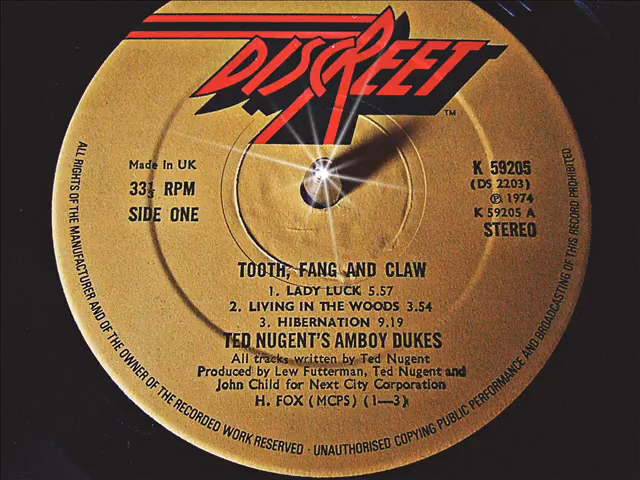 DISCREET
TM
Made in UK
33⅓ RPM
SIDE ONE
K 59205
(DS 2203)
℗ 1974
K 59205 A
STEREO
TOOTH, FANG AND CLAW
1. LADY LUCK 5.57
2. LIVING IN THE WOODS 3.54
3. HIBERNATION 9.19
TED NUGENT'S AMBOY DUKES
All tracks written by Ted Nugent
Produced by Lew Futterman, Ted Nugent and
John Child for Next City Corporation
H. FOX (MCPS) (1—3)
ALL RIGHTS OF THE MANUFACTURER AND OF THE OWNER OF THE RECORDED WORK RESERVED - UNAUTHORISED COPYING PUBLIC PERFORMANCE AND BROADCASTING OF THIS RECORD PROHIBITED